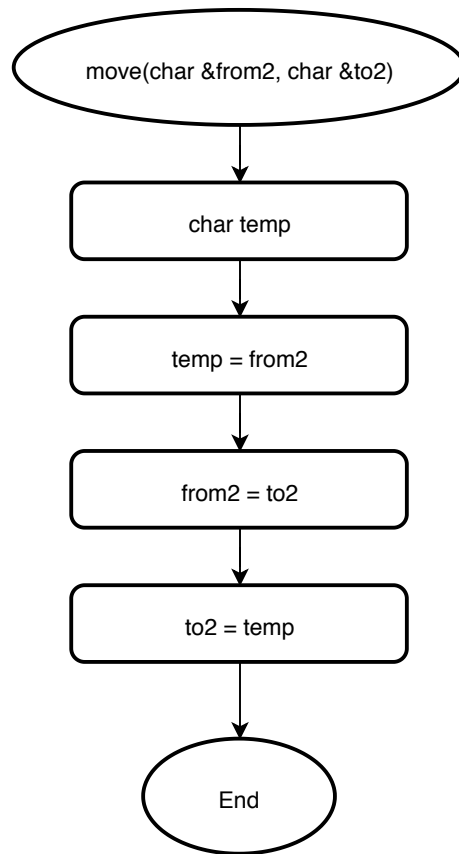 move(char &from2, char &to2)
char temp
temp = from2
from2 = to2
to2 = temp
End